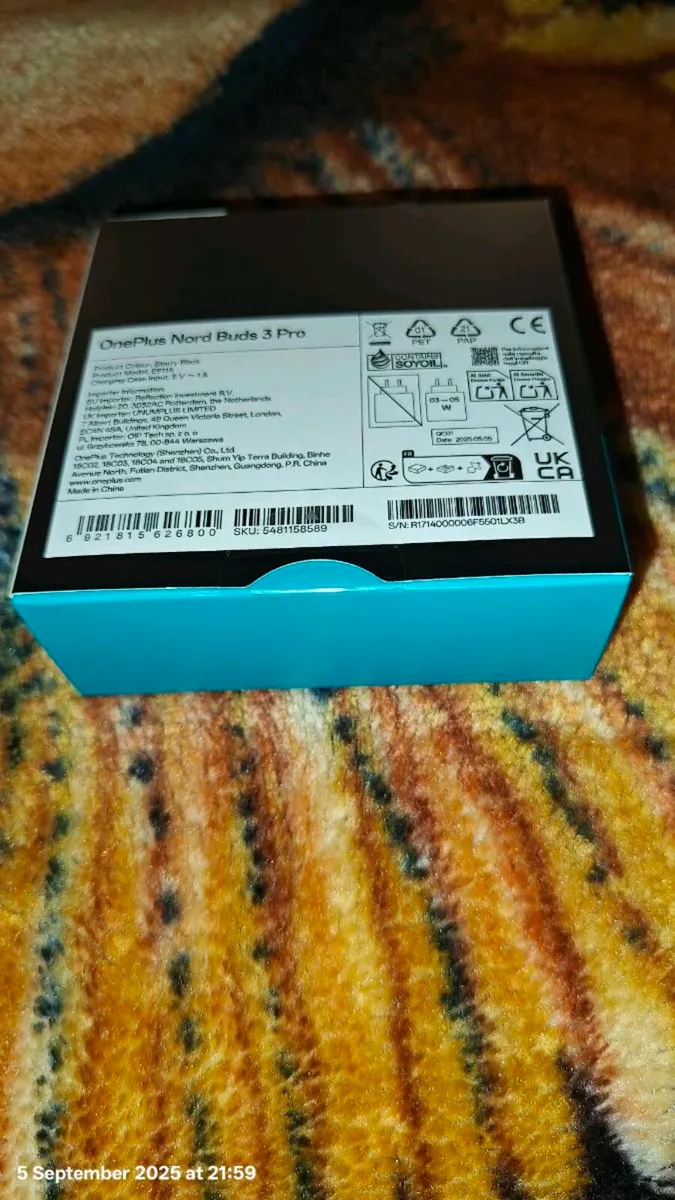 OnePlus Nord Buds 3 Pro
Product Colour: Starry Black
Product Model: E511A
Charging Case Input: 5 V ⎓ 1 A
Importer Information:
EU Importer: Reflection Investment B.V.
Hofplein 20, 3032AC Rotterdam, the Netherlands
UK Importer: UNUMPLUS LIMITED
7 Albert Buildings, 49 Queen Victoria Street, London,
EC4N 4SA, United Kingdom
PL Importer: OIP Tech sp. z o. o
ul. Grzybowska 78, 00-844 Warszawa
OnePlus Technology (Shenzhen) Co., Ltd.
18C02, 18C03, 18C04 and 18C05, Shum Yip Terra Building, Binhe
Avenue North, Futian District, Shenzhen, Guangdong, P.R. China
www.oneplus.com
Made in China
6 921815 626800
SKU: 5481158589
01
PET
21
PAP
CE
CONTAINS
SOYOIL
03 – 05
W
QC01
Date: 2025.05.05
FR
UK
CA
S/N: R1714000006F5501LX3B
5 September 2025 at 21:59